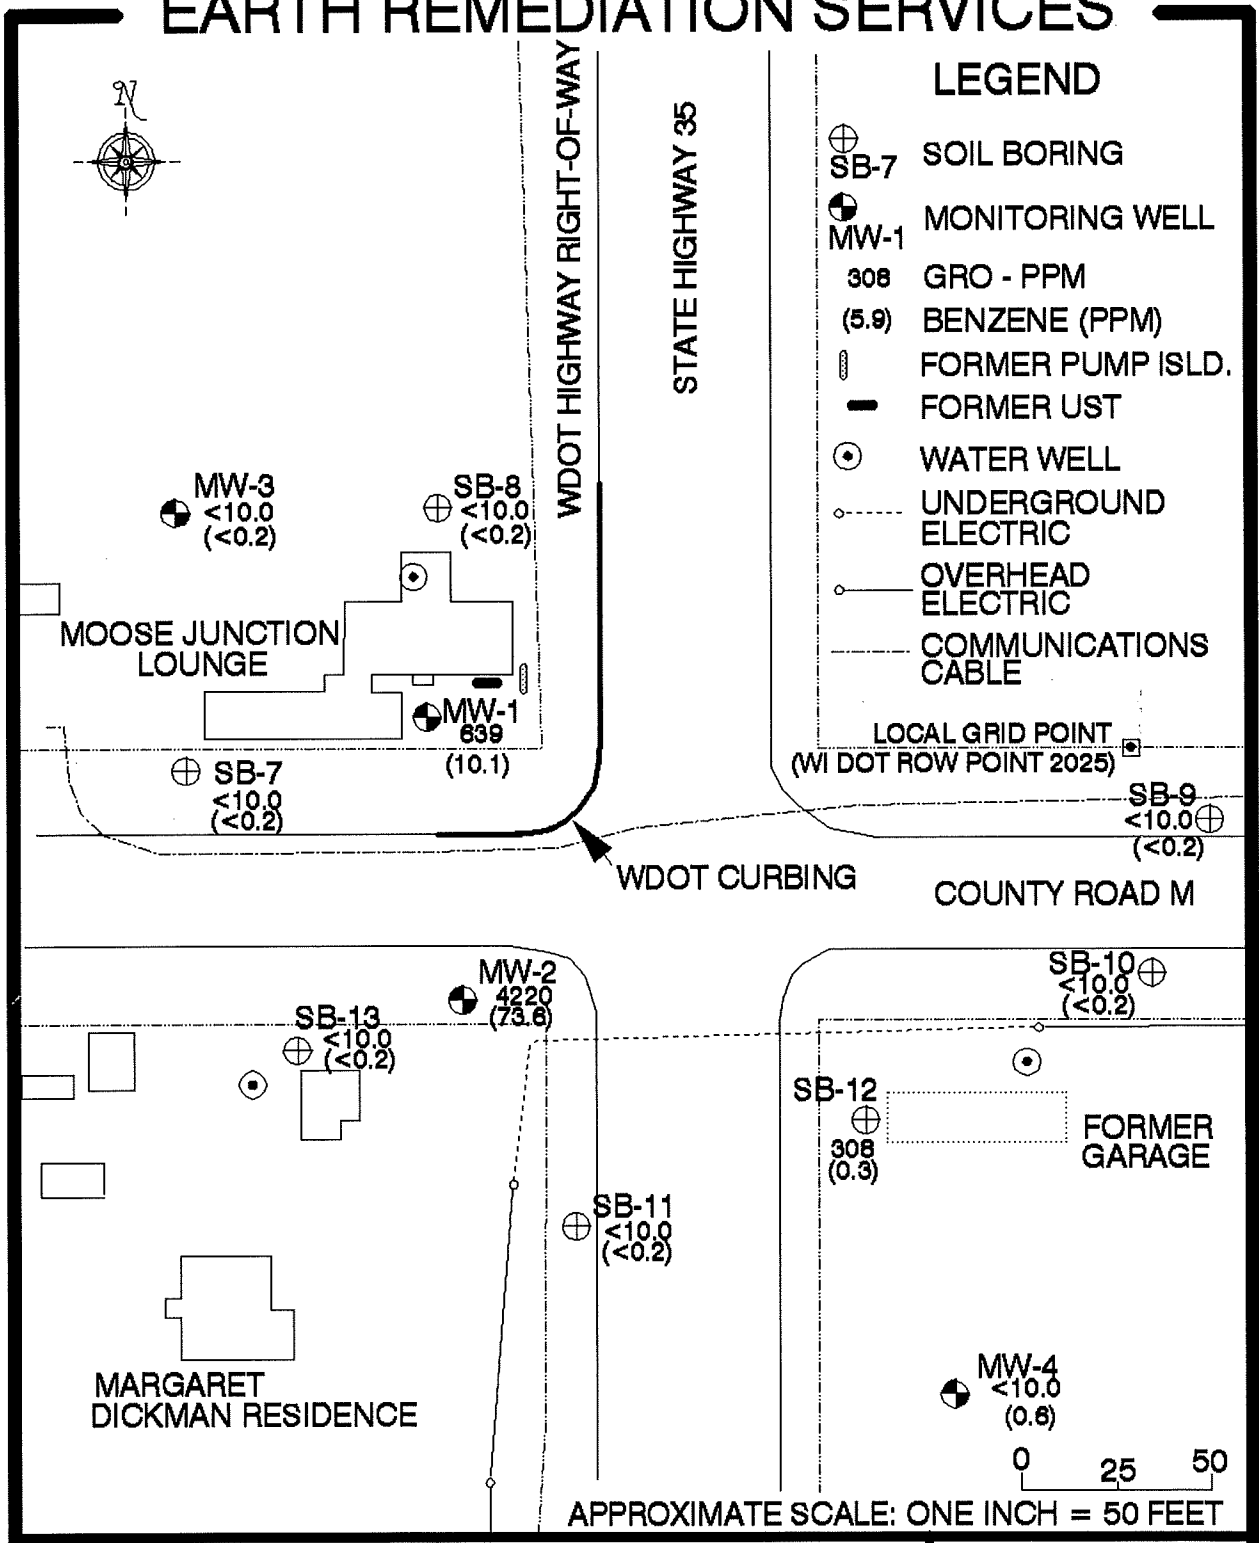 EARTH REMEDIATION SERVICES
N
WDOT HIGHWAY RIGHT-OF-WAY
STATE HIGHWAY 35
LEGEND
SB-7 SOIL BORING
MW-1 MONITORING WELL
308 GRO - PPM
(5.9) BENZENE (PPM)
FORMER PUMP ISLD.
FORMER UST
WATER WELL
UNDERGROUND
ELECTRIC
OVERHEAD
ELECTRIC
COMMUNICATIONS
CABLE
MW-3
<10.0
(<0.2)
SB-8
<10.0
(<0.2)
MOOSE JUNCTION
LOUNGE
MW-1
639
(10.1)
LOCAL GRID POINT
(WI DOT ROW POINT 2025)
SB-7
<10.0
(<0.2)
SB-9
<10.0
(<0.2)
WDOT CURBING
COUNTY ROAD M
MW-2
4220
(73.6)
SB-10
<10.0
(<0.2)
SB-13
<10.0
(<0.2)
SB-12
308
(0.3)
FORMER
GARAGE
SB-11
<10.0
(<0.2)
MARGARET
DICKMAN RESIDENCE
MW-4
<10.0
(0.6)
0 25 50
APPROXIMATE SCALE: ONE INCH = 50 FEET